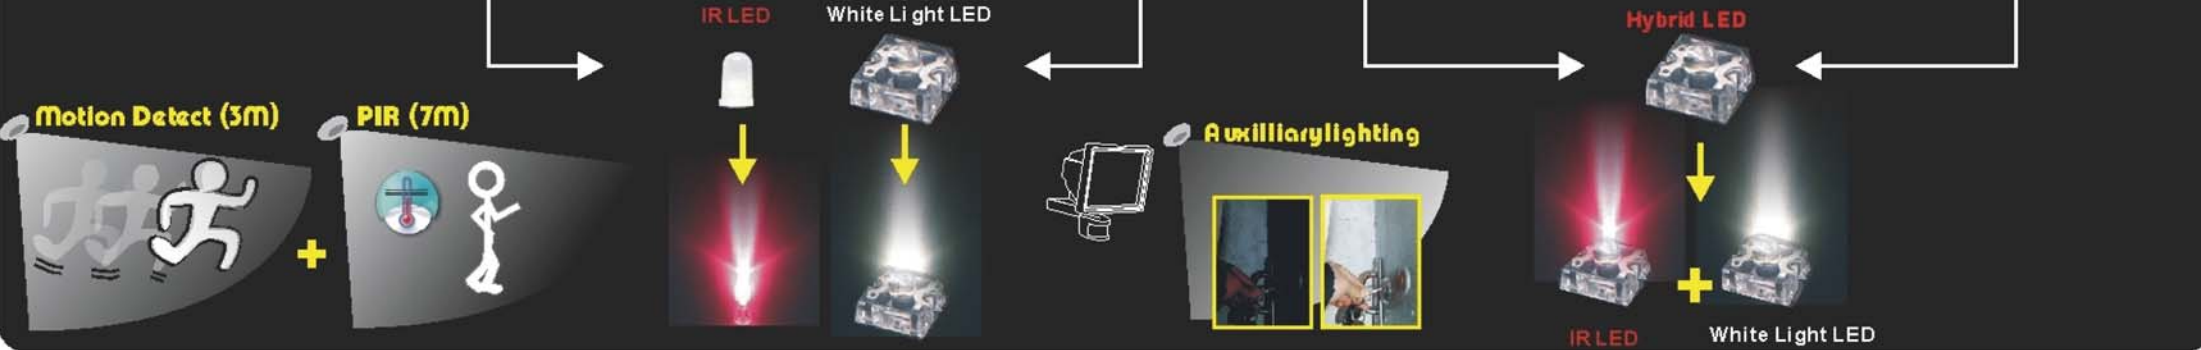 IR LED
White Light LED
Hybrid LED
Motion Detect (3M)
PIR (7M)
Auxilliarylighting
IR LED
White Light LED